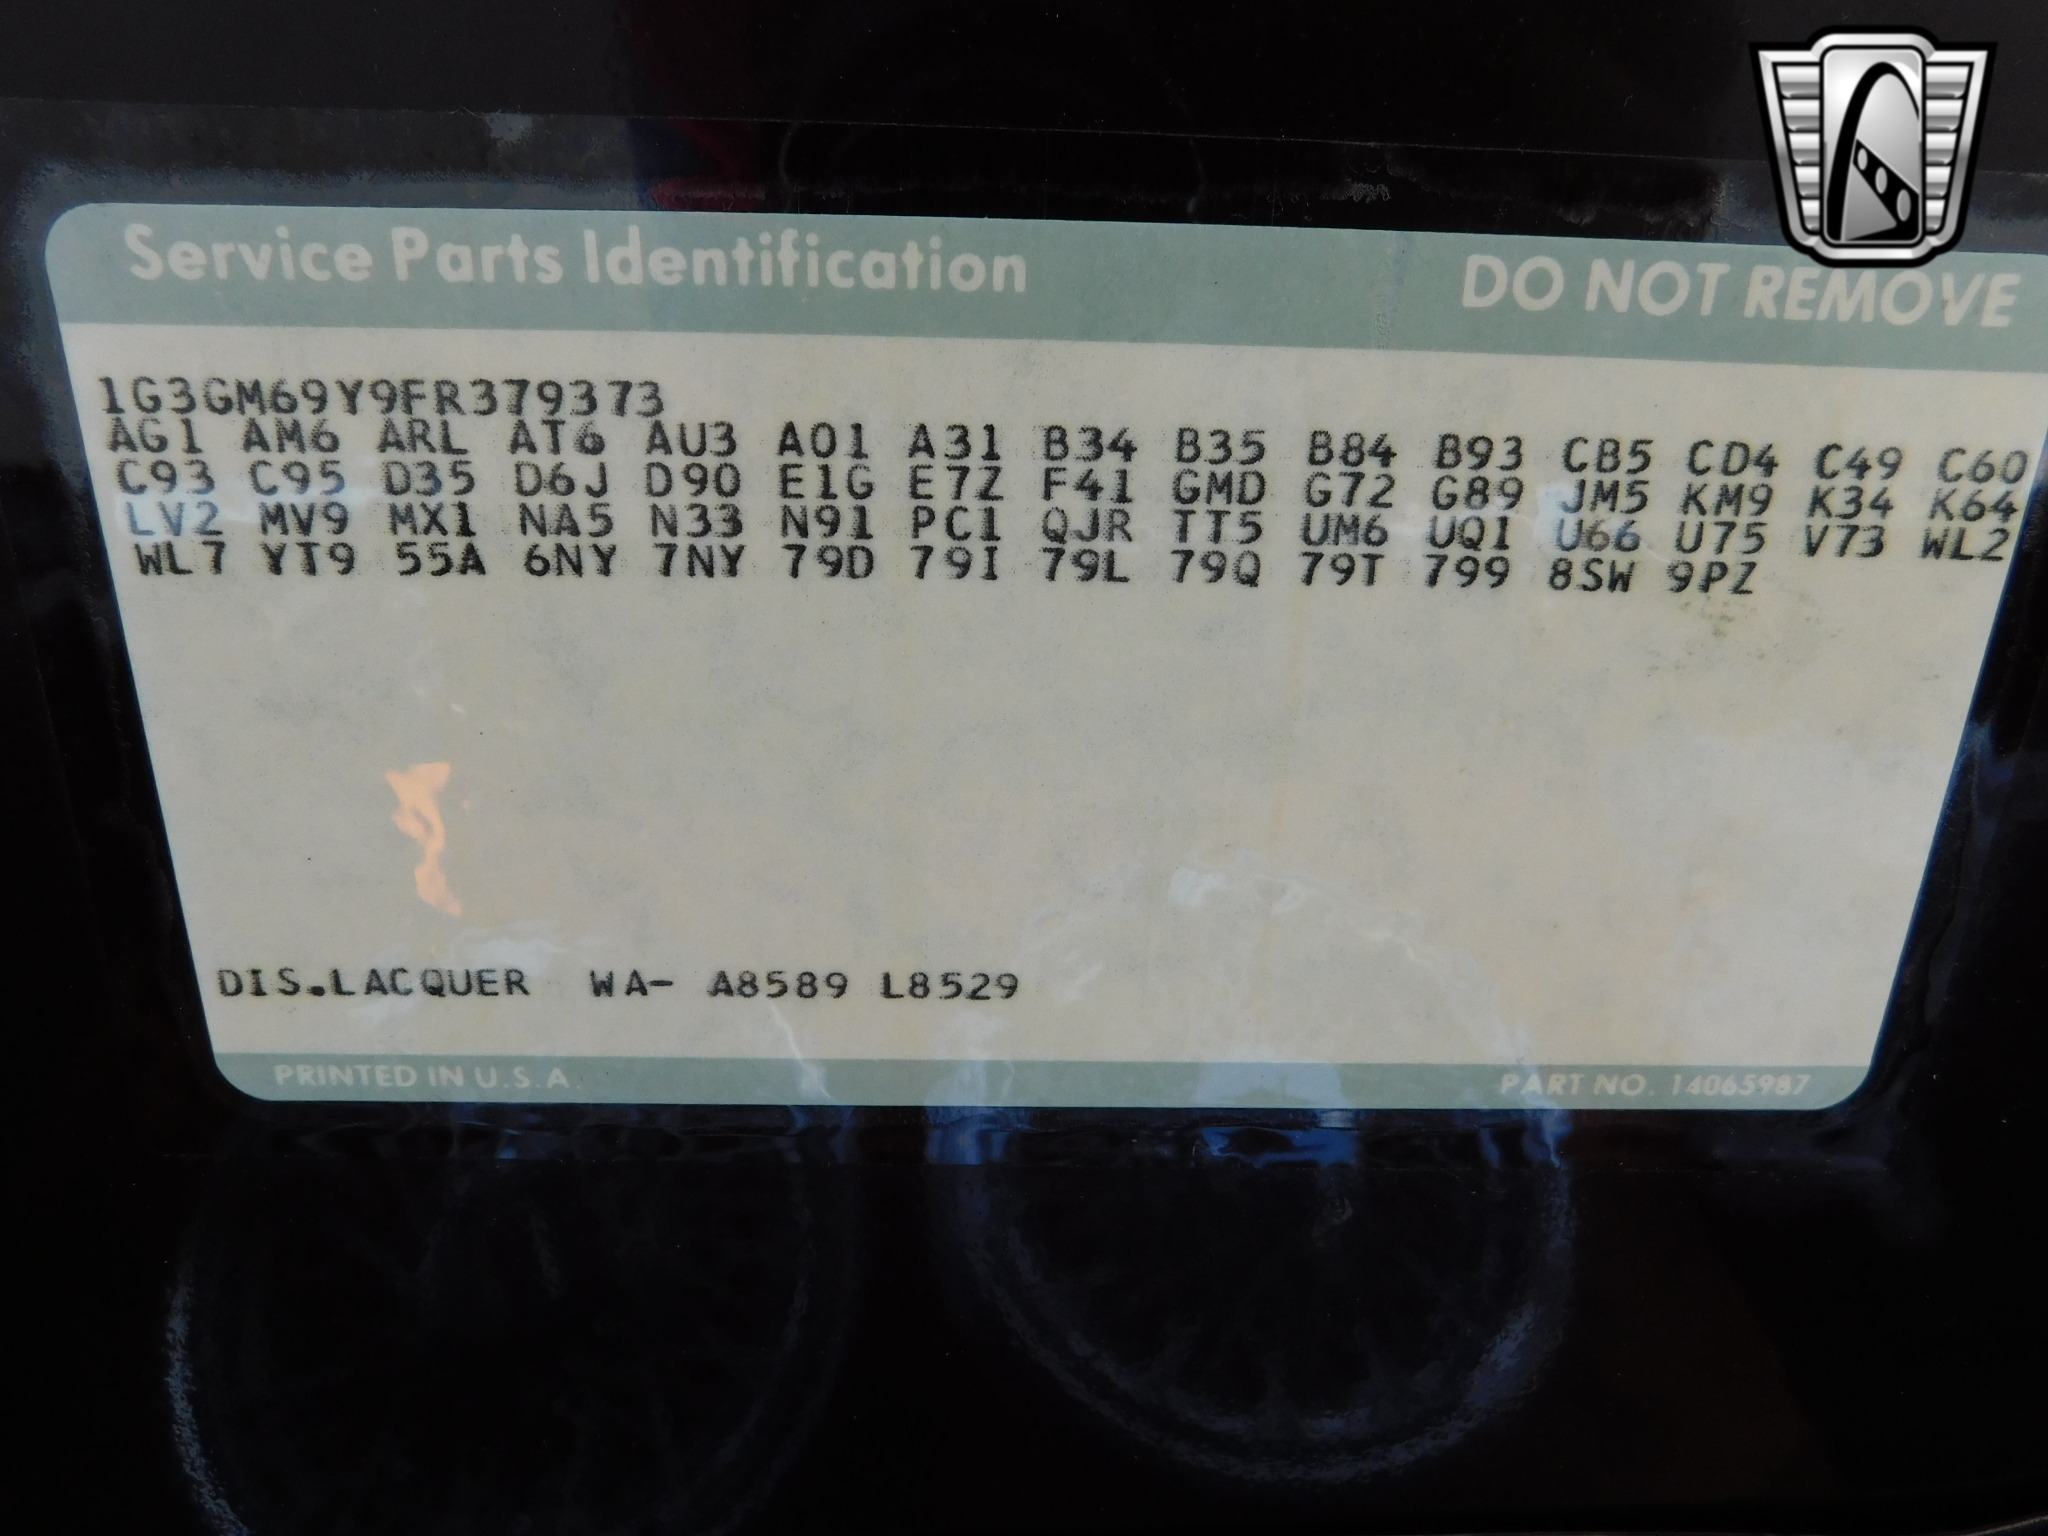 Service Parts Identification DO NOT REMOVE
1G3GM69Y9FR379373
AG1 AM6 ARL AT6 AU3 A01 A31 B34 B35 B84 B93 CB5 CD4 C49 C60
C93 C95 D35 D6J D90 E1G E7Z F41 GMD G72 G89 JM5 KM9 K34 K64
LV2 MV9 MX1 NA5 N33 N91 PC1 QJR TT5 UM6 UQ1 U66 U75 V73 WL2
WL7 YT9 55A 6NY 7NY 79D 79I 79L 79Q 79T 799 8SW 9PZ
DIS.LACQUER WA- A8589 L8529
PRINTED IN U.S.A. PART NO. 14065987